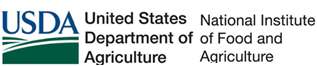 USDA
United States
Department of
Agriculture
National Institute
of Food and
Agriculture